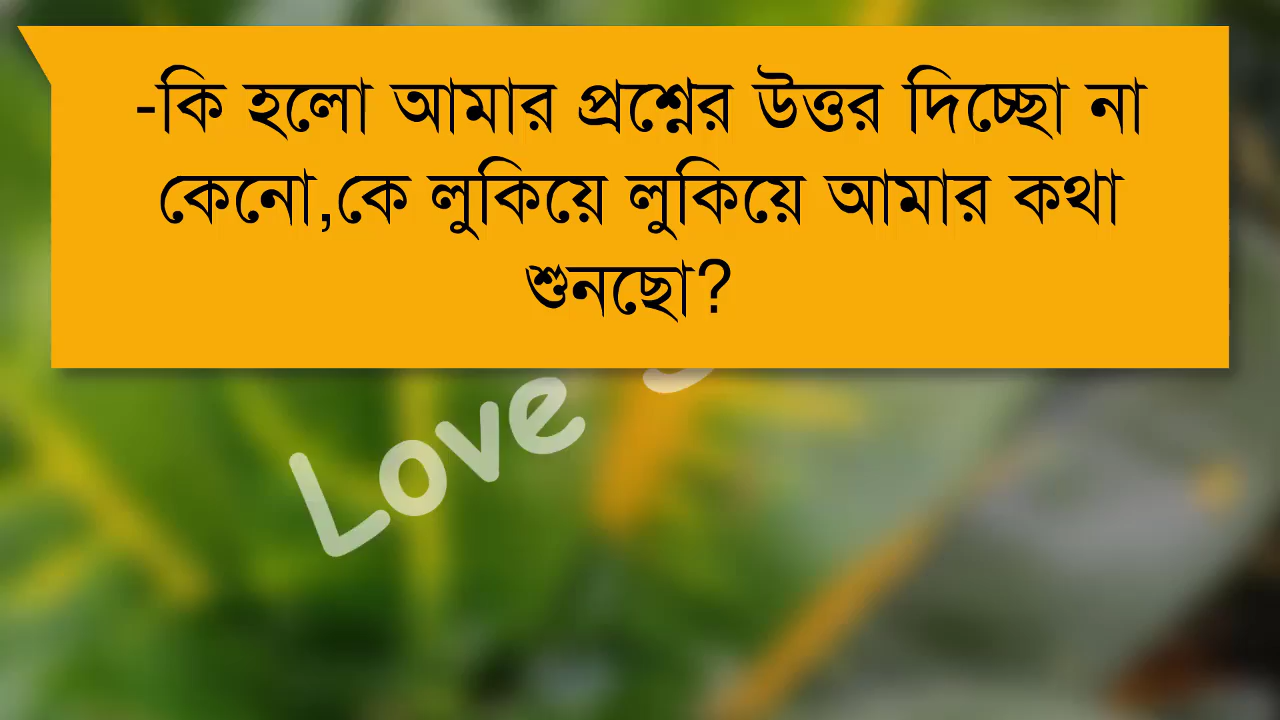 -কি হলো আমার প্রশ্নের উত্তর দিচ্ছো না
কেনো,কে লুকিয়ে লুকিয়ে আমার কথা
শুনছো?
Love